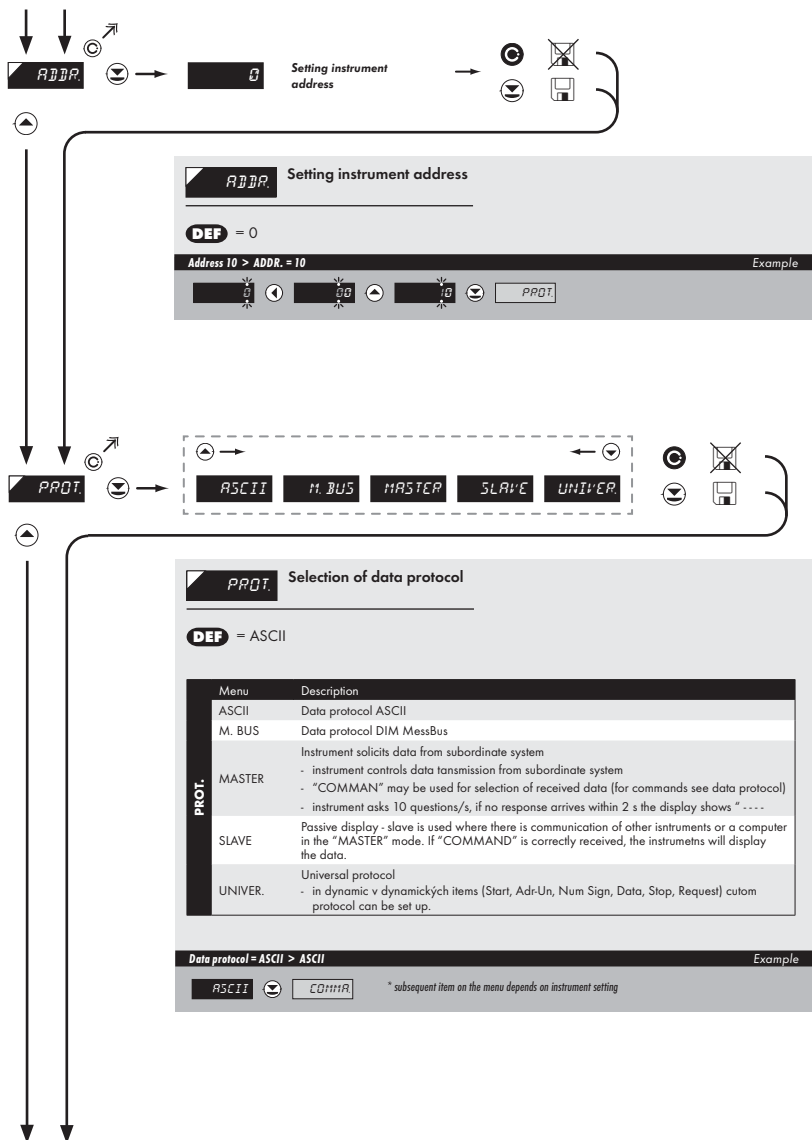 ADDR.
0
Setting instrument
address
ADDR.
Setting instrument address
DEF = 0
Address 10 > ADDR. = 10
Example
0
00
10
PROT.
PROT.
ASCII
M. BUS
MASTER
SLAVE
UNIVER.
PROT.
Selection of data protocol
DEF = ASCII
PROT.
Menu
Description
ASCII
Data protocol ASCII
M. BUS
Data protocol DIM MessBus
MASTER
Instrument solicits data from subordinate system
- instrument controls data tansmission from subordinate system
- "COMMAN" may be used for selection of received data (for commands see data protocol)
- instrument asks 10 questions/s, if no response arrives within 2 s the display shows " - - - -
SLAVE
Passive display - slave is used where there is communication of other isntruments or a computer
in the "MASTER" mode. If "COMMAND" is correctly received, the instrumetns will display
the data.
UNIVER.
Universal protocol
- in dynamic v dynamických items (Start, Adr-Un, Num Sign, Data, Stop, Request) cutom
protocol can be set up.
Data protocol = ASCII > ASCII
Example
ASCII
COMMA.
* subsequent item on the menu depends on instrument setting